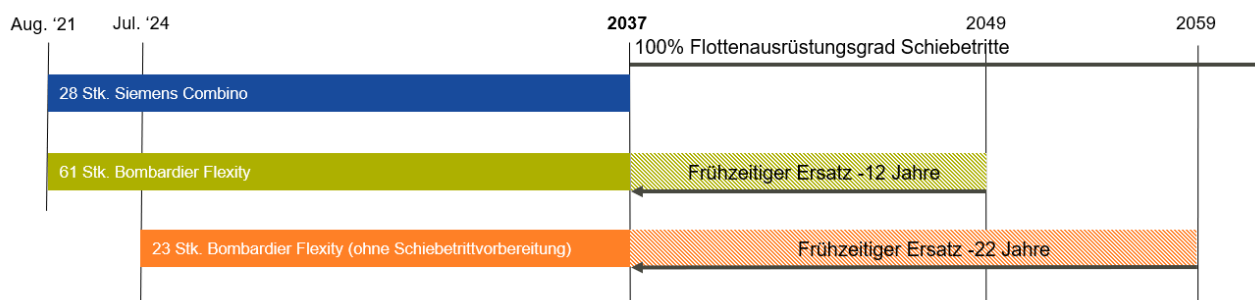 Aug. ‘21
Jul. ‘24
2037
2049
2059
100% Flottenausrüstungsgrad Schiebetritte
28 Stk. Siemens Combino
61 Stk. Bombardier Flexity
Frühzeitiger Ersatz -12 Jahre
23 Stk. Bombardier Flexity (ohne Schiebetrittvorbereitung)
Frühzeitiger Ersatz -22 Jahre